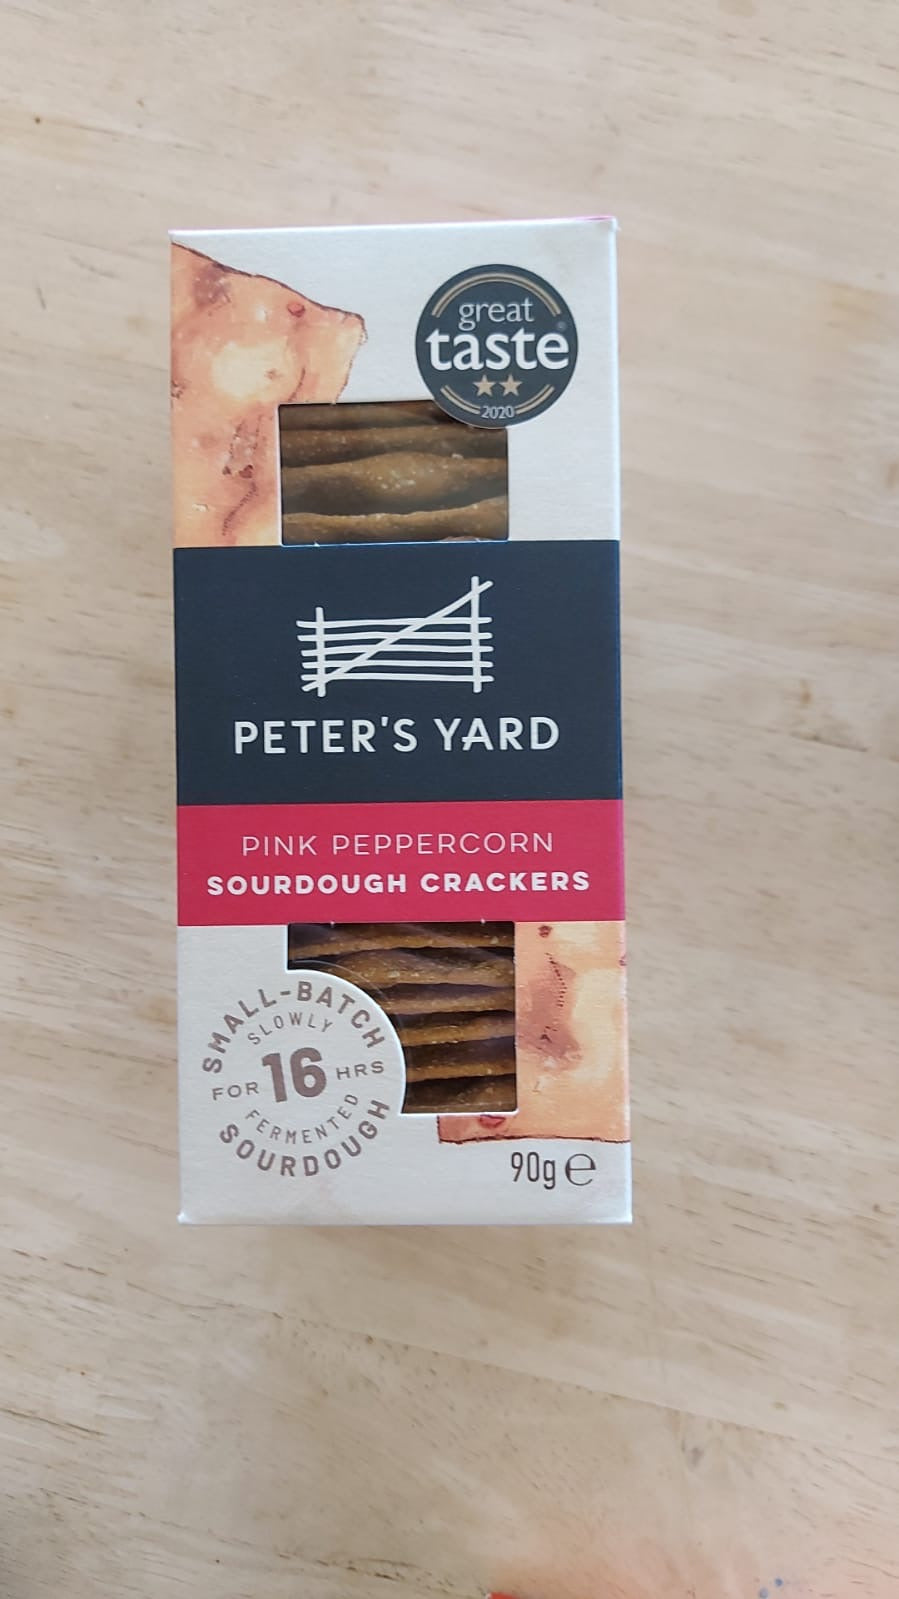 great
taste
2020
PETER'S YARD
PINK PEPPERCORN
SOURDOUGH CRACKERS
SMALL-BATCH
SLOWLY
FOR 16 HRS
FERMENTED
SOURDOUGH
90g ℮